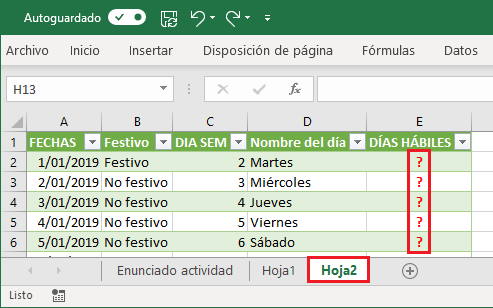 Autoguardado
Archivo Inicio Insertar Disposición de página Fórmulas Datos
H13 fx
A B C D E
1 FECHAS Festivo DIA SEM Nombre del día DÍAS HÁBILES
2 1/01/2019 Festivo 2 Martes ?
3 2/01/2019 No festivo 3 Miércoles ?
4 3/01/2019 No festivo 4 Jueves ?
5 4/01/2019 No festivo 5 Viernes ?
6 5/01/2019 No festivo 6 Sábado ?
Enunciado actividad Hoja1 Hoja2
Listo